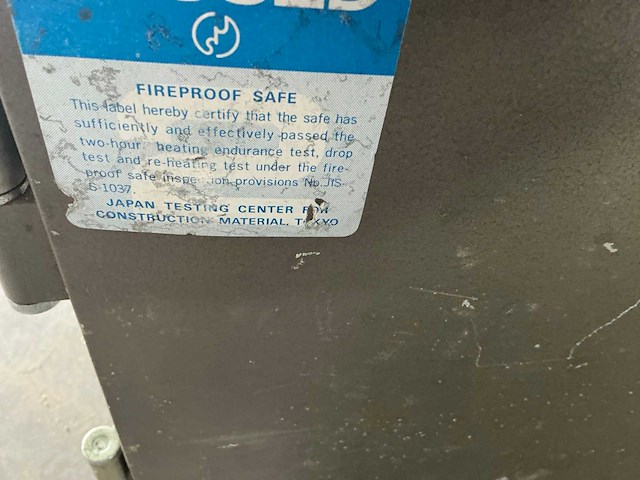 FIREPROOF SAFE
This label hereby certify that the safe has
sufficiently and effectively passed the
two-hour heating endurance test, drop
test and re-heating test under the fire-
proof safe inspection provisions No. JIS-
S-1037.
JAPAN TESTING CENTER FOR
CONSTRUCTION MATERIAL, TOKYO